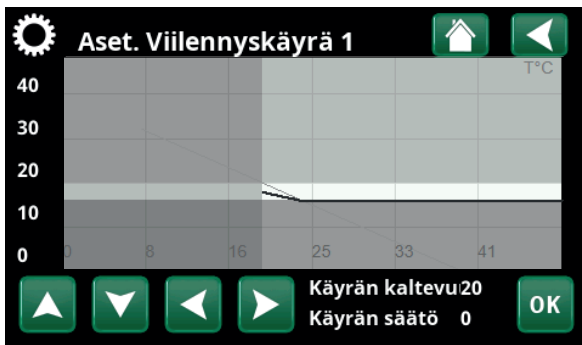 Aset. Viilennyskäyrä 1
T°C
40
30
20
10
0
0 8 16 25 33 41
Käyrän kaltevu 20
Käyrän säätö 0
OK